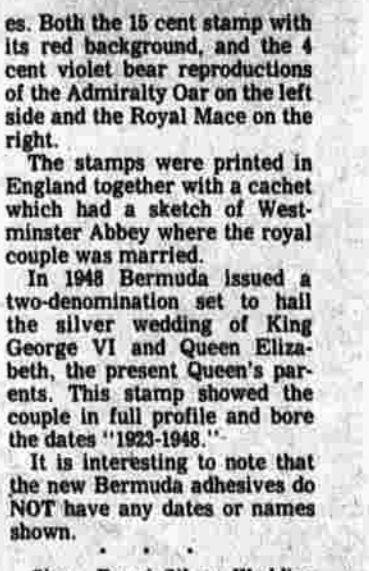 es. Both the 15 cent stamp with
its red background, and the 4
cent violet bear reproductions
of the Admiralty Oar on the left
side and the Royal Mace on the
right.
The stamps were printed in
England together with a cachet
which had a sketch of West-
minster Abbey where the royal
couple was married.
In 1948 Bermuda issued a
two-denomination set to hail
the silver wedding of King
George VI and Queen Eliza-
beth, the present Queen's par-
ents. This stamp showed the
couple in full profile and bore
the dates "1923-1948."
It is interesting to note that
the new Bermuda adhesives do
NOT have any dates or names
shown.
. . .